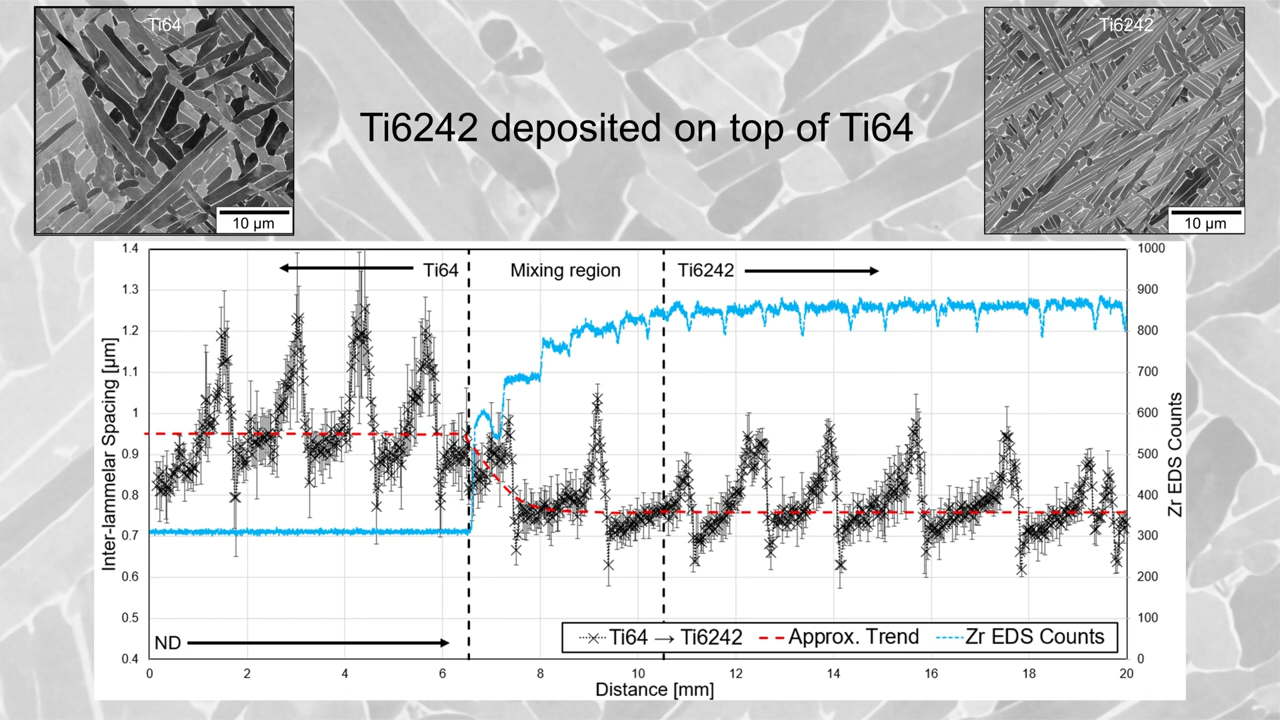 Ti64
Ti6242
Ti6242 deposited on top of Ti64
10 µm
10 µm
Inter-lammelar Spacing [µm]
1.4
1.3
1.2
1.1
1
0.9
0.8
0.7
0.6
0.5
0.4
Ti64
Mixing region
Ti6242
ND
Ti64 → Ti6242
Approx. Trend
Zr EDS Counts
1000
900
800
700
600
500
400
300
200
100
0
Zr EDS Counts
0 2 4 6 8 10 12 14 16 18 20
Distance [mm]